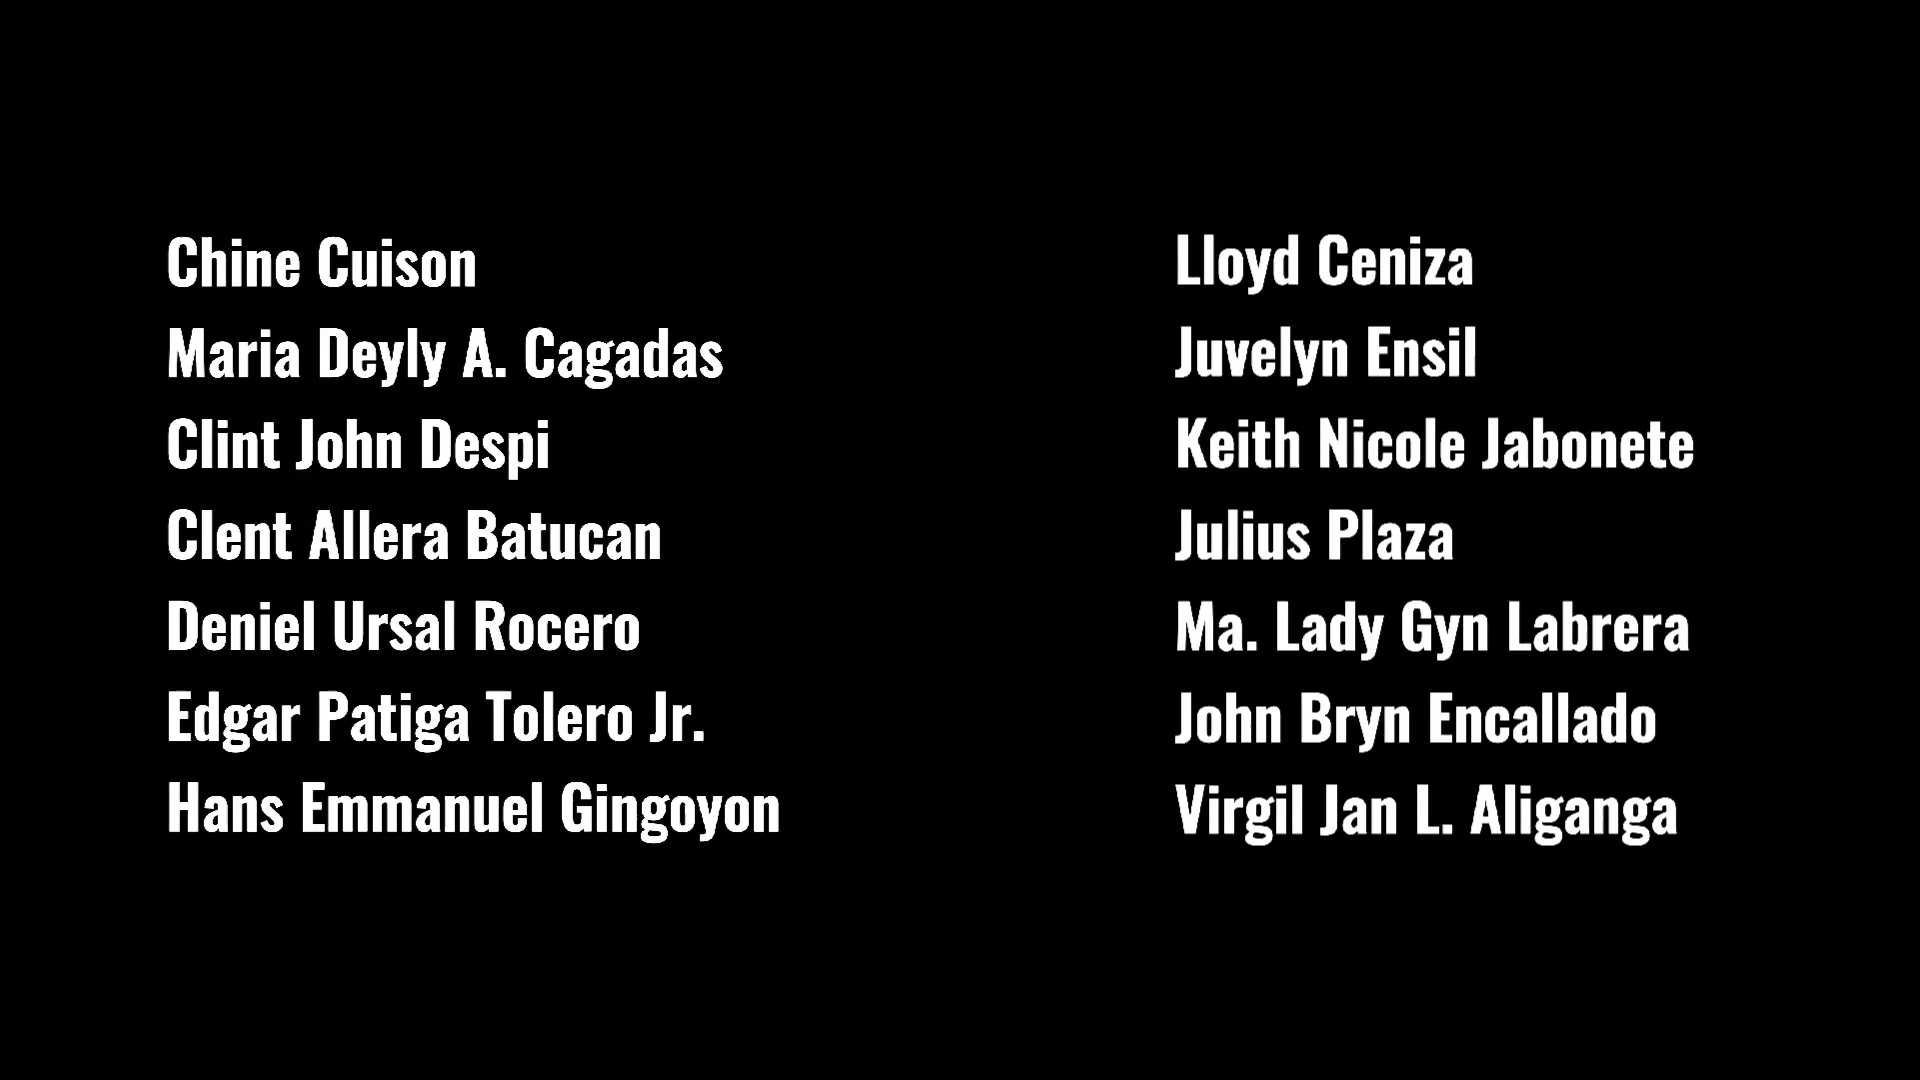 Chine Cuison
Maria Deyly A. Cagadas
Clint John Despi
Clent Allera Batucan
Deniel Ursal Rocero
Edgar Patiga Tolero Jr.
Hans Emmanuel Gingoyon
Lloyd Ceniza
Juvelyn Ensil
Keith Nicole Jabonete
Julius Plaza
Ma. Lady Gyn Labrera
John Bryn Encallado
Virgil Jan L. Aliganga